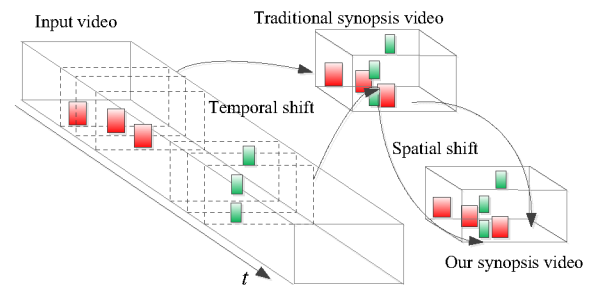 Input video
Traditional synopsis video
Temporal shift
Spatial shift
Our synopsis video
t